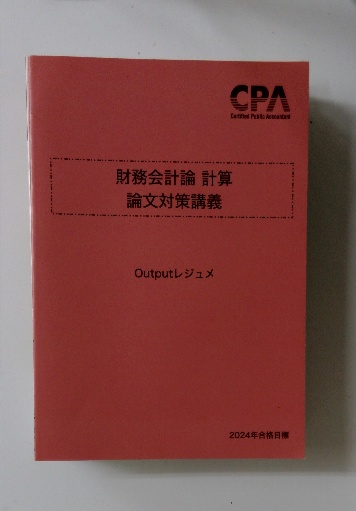 CPA
Certified Public Accountant
財務会計論 計算
論文対策講義
Outputレジュメ
2024年合格目標